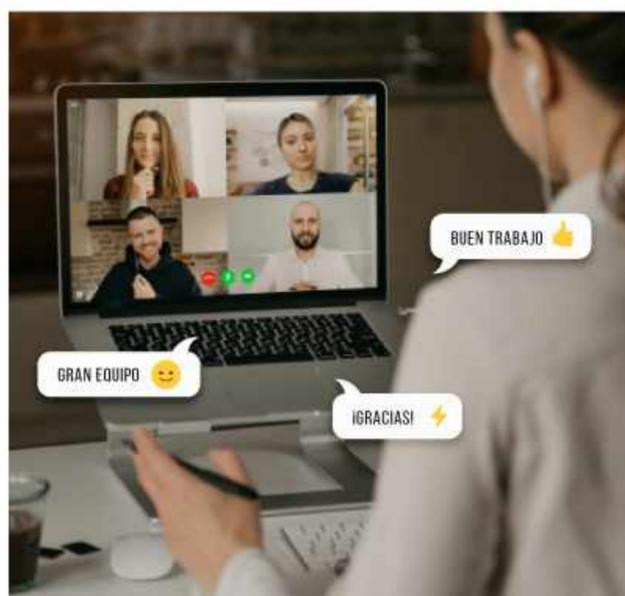 BUEN TRABAJO 👍
GRAN EQUIPO 🙂
¡GRACIAS! ⚡